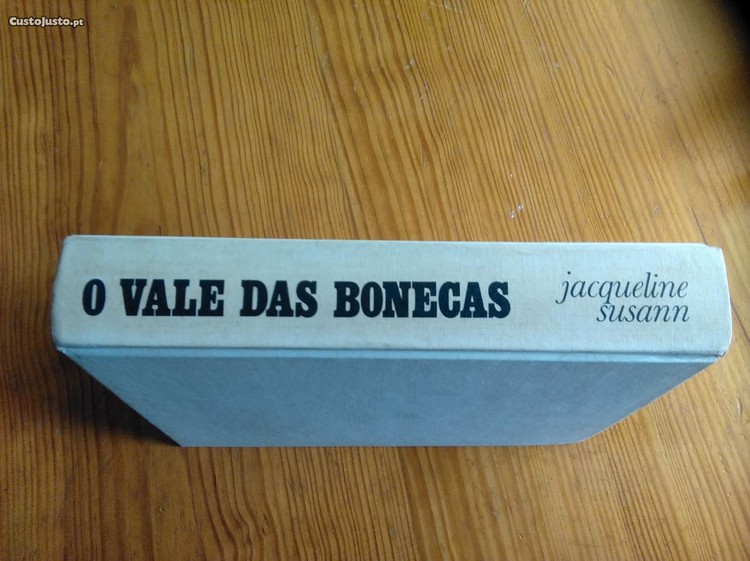 CustoJusto.pt
O VALE DAS BONECAS
jacqueline
susann